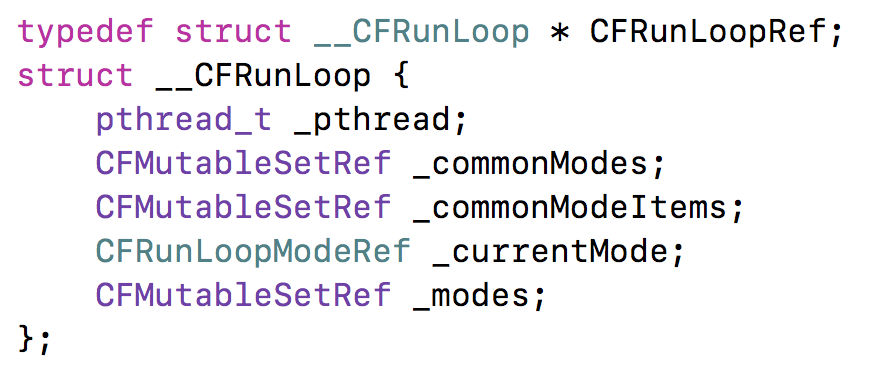 typedef struct __CFRunLoop * CFRunLoopRef;
struct __CFRunLoop {
    pthread_t _pthread;
    CFMutableSetRef _commonModes;
    CFMutableSetRef _commonModeItems;
    CFRunLoopModeRef _currentMode;
    CFMutableSetRef _modes;
};